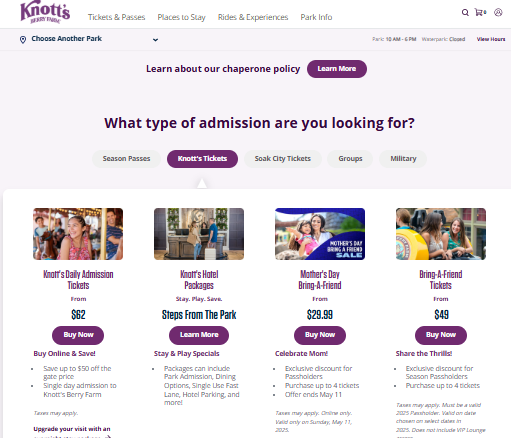 Knott's
BERRY FARM
Tickets & Passes
Places to Stay
Rides & Experiences
Park Info
0
Choose Another Park
Park: 10 AM - 6 PM Waterpark: Closed View Hours
Learn about our chaperone policy
Learn More
What type of admission are you looking for?
Season Passes
Knott's Tickets
Soak City Tickets
Groups
Military
Knott's Daily Admission
Tickets
From
$62
Buy Now
Buy Online & Save!
Save up to $50 off the
gate price
Single day admission to
Knott's Berry Farm
Taxes may apply.
Upgrade your visit with an
Knott's Hotel
Packages
Stay. Play. Save.
Steps From The Park
Learn More
Stay & Play Specials
Packages can include
Park Admission, Dining
Options, Single Use Fast
Lane, Hotel Parking, and
more!
MOTHER'S DAY
BRING-A-FRIEND
SALE
Mother's Day
Bring-A-Friend
From
$29.99
Buy Now
Celebrate Mom!
Exclusive discount for
Passholders
Purchase up to 4 tickets
Offer ends May 11
Taxes may apply. Online only.
Valid only on Sunday, May 11,
2025.
Bring-A-Friend
Tickets
From
$49
Buy Now
Share the Thrills!
Exclusive discount for
Season Passholders
Purchase up to 4 tickets
Taxes may apply. Must be a valid
2025 Passholder. Valid on date
chosen on select dates in
2025. Does not include VIP Lounge